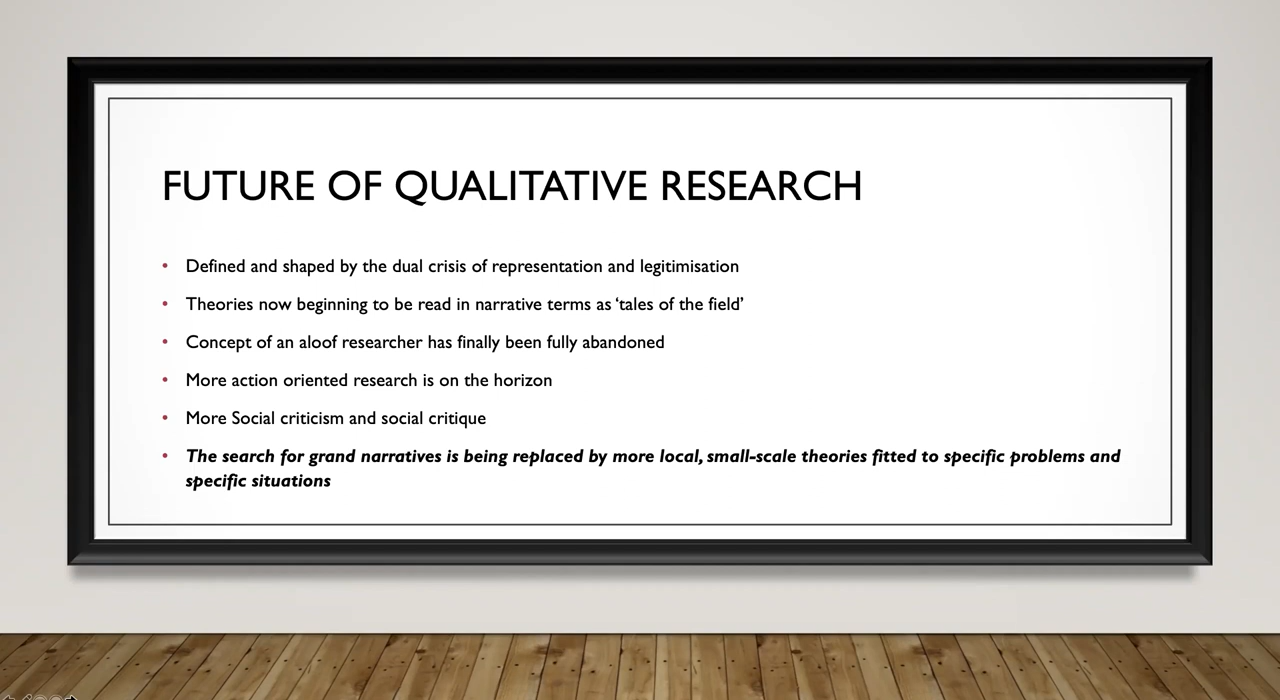 FUTURE OF QUALITATIVE RESEARCH
• Defined and shaped by the dual crisis of representation and legitimisation
• Theories now beginning to be read in narrative terms as ‘tales of the field’
• Concept of an aloof researcher has finally been fully abandoned
• More action oriented research is on the horizon
• More Social criticism and social critique
• The search for grand narratives is being replaced by more local, small-scale theories fitted to specific problems and
specific situations